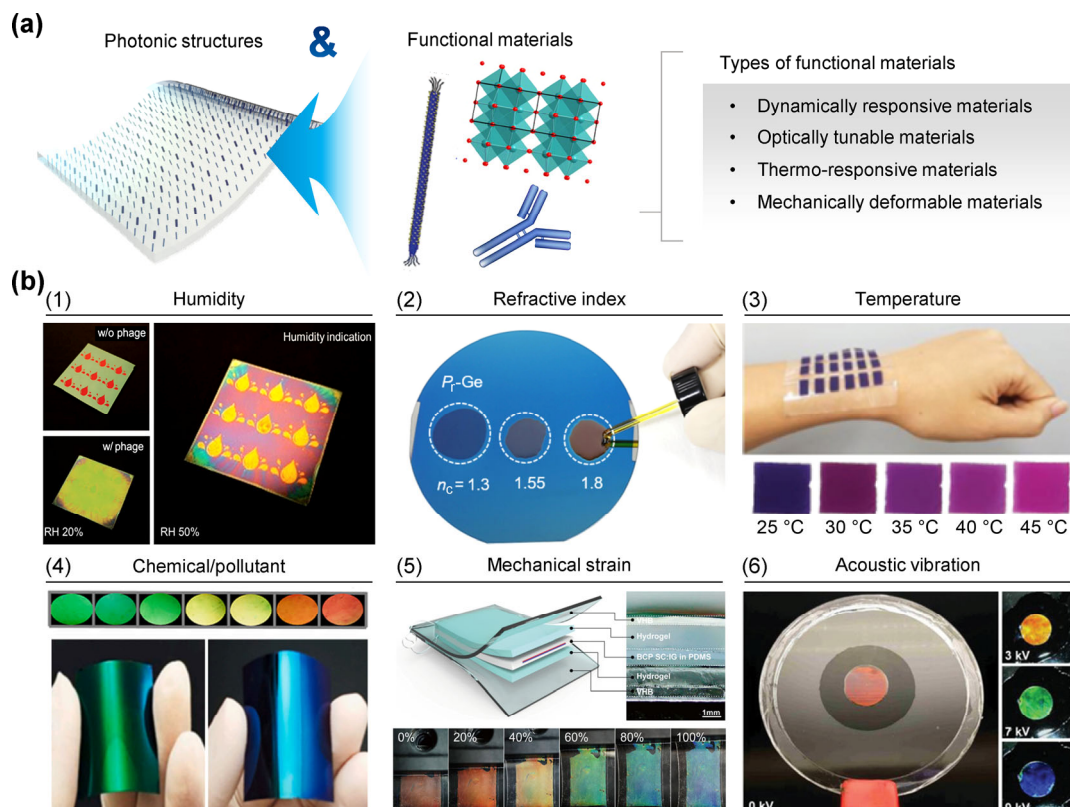 (a)
Photonic structures
&
Functional materials
Types of functional materials
• Dynamically responsive materials
• Optically tunable materials
• Thermo-responsive materials
• Mechanically deformable materials
(b)
(1) Humidity
w/o phage
w/ phage
RH 20%
Humidity indication
RH 50%
(2) Refractive index
Pr-Ge
nc = 1.3 1.55 1.8
(3) Temperature
25 °C 30 °C 35 °C 40 °C 45 °C
(4) Chemical/pollutant
(5) Mechanical strain
VHB
Hydrogel
BCP SC:IG in PDMS
Hydrogel
VHB
1mm
0% 20% 40% 60% 80% 100%
(6) Acoustic vibration
0 kV
3 kV
7 kV